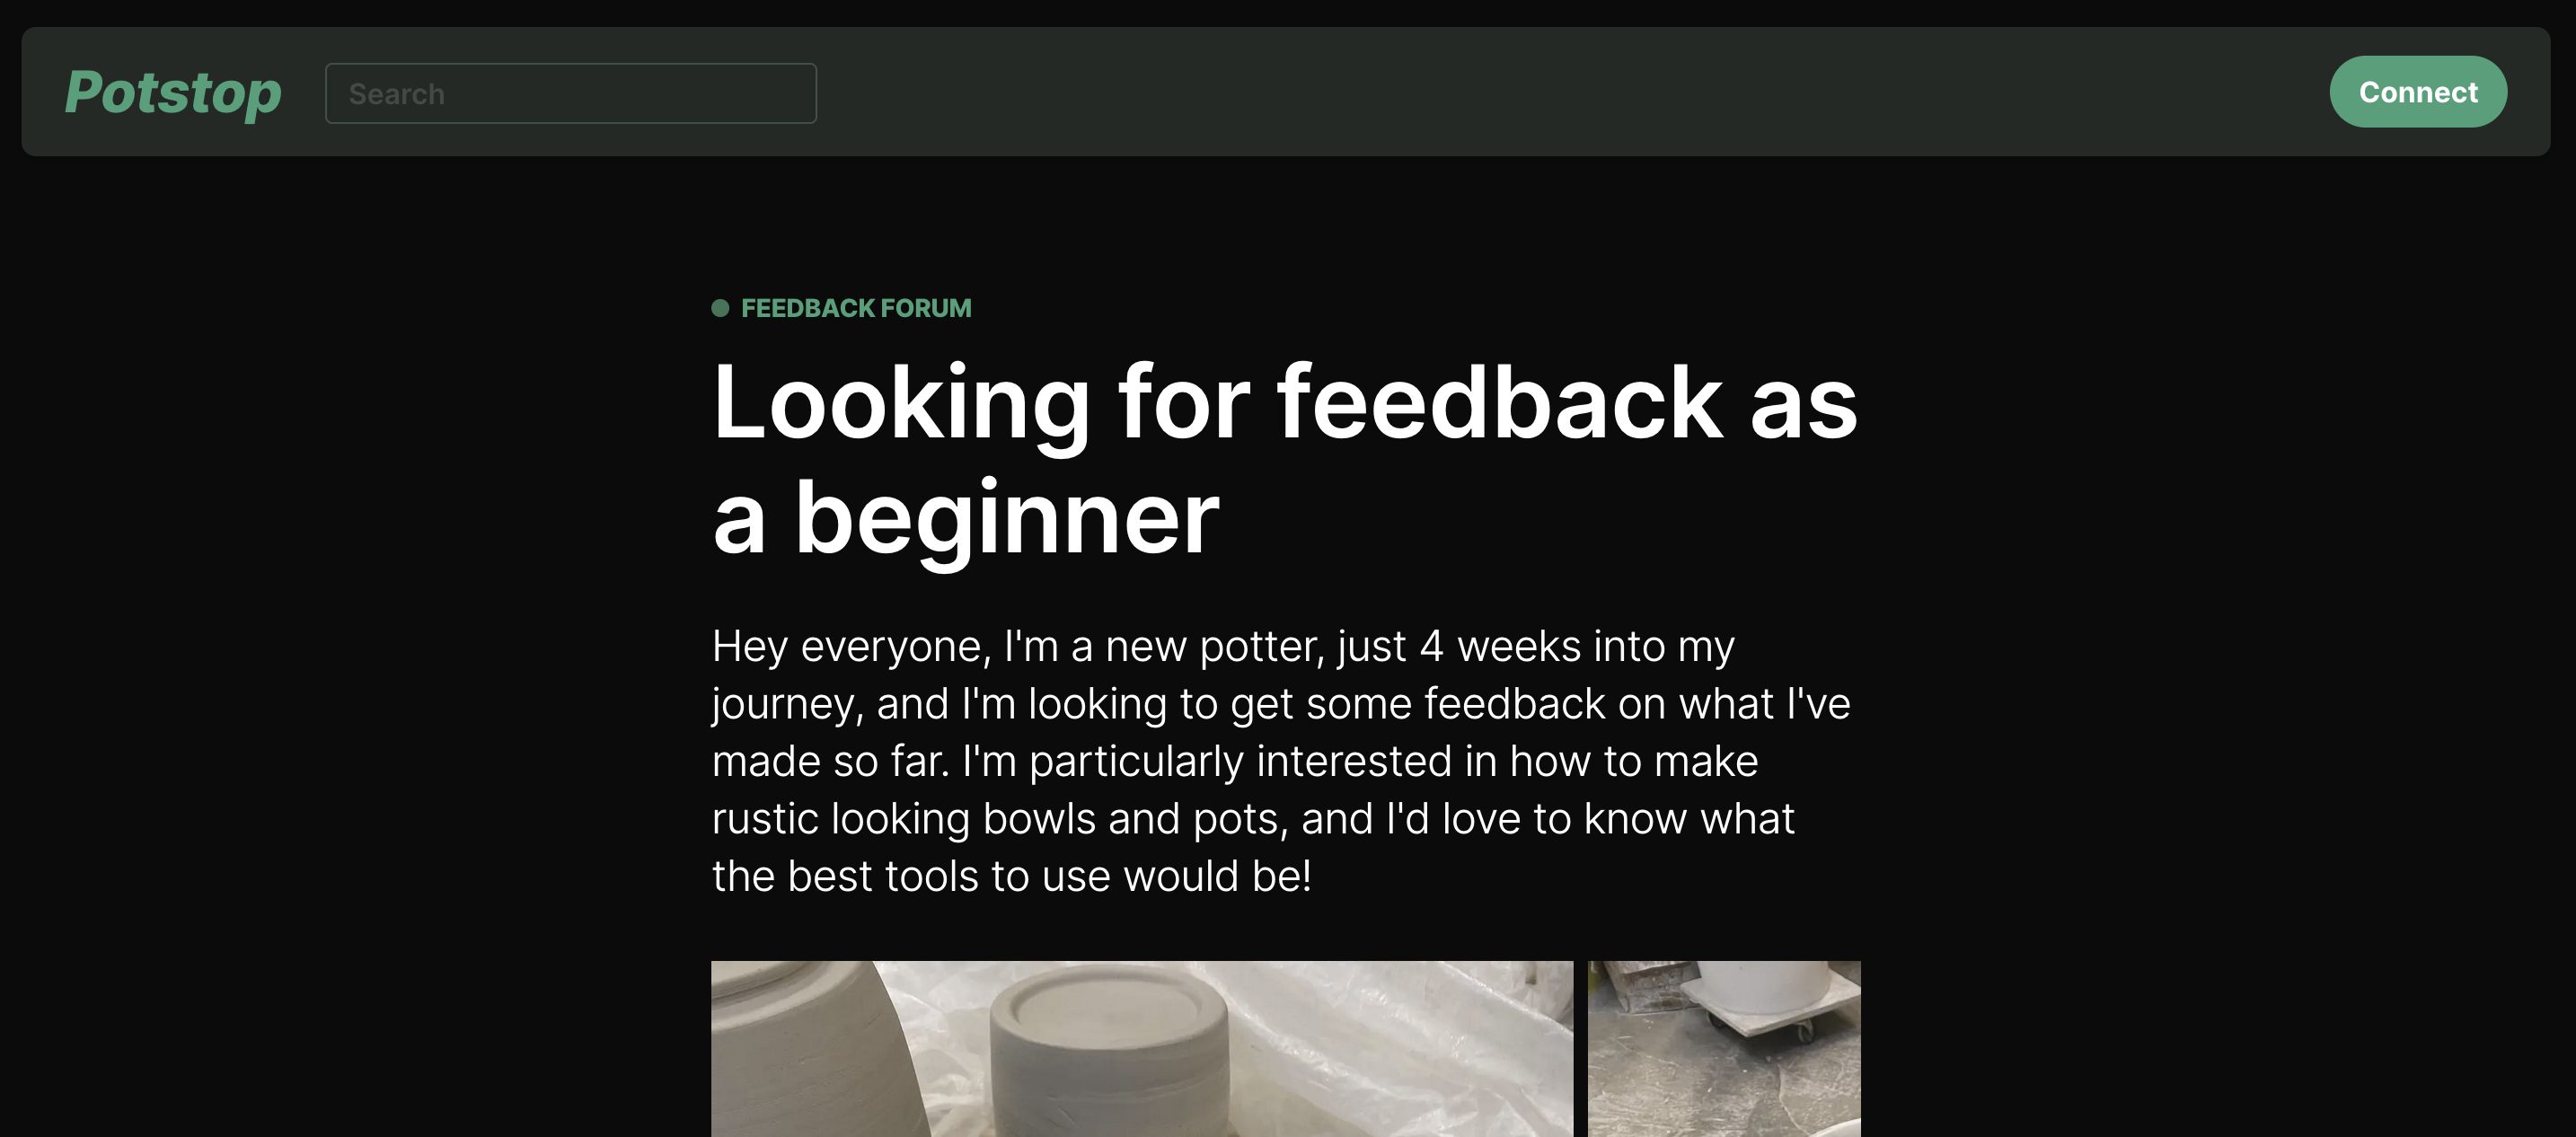 Potstop
Search
Connect
FEEDBACK FORUM
Looking for feedback as
a beginner
Hey everyone, I'm a new potter, just 4 weeks into my
journey, and I'm looking to get some feedback on what I've
made so far. I'm particularly interested in how to make
rustic looking bowls and pots, and I'd love to know what
the best tools to use would be!